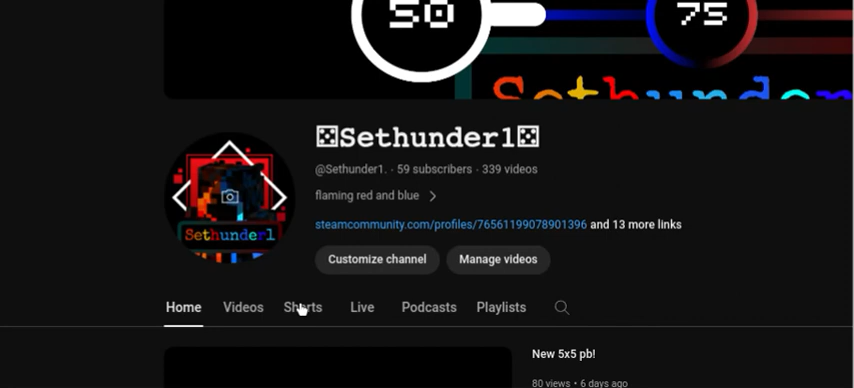 50
75
Sethunder
⚄Sethunder1⚄
@Sethunder1. · 59 subscribers · 339 videos
flaming red and blue >
steamcommunity.com/profiles/76561199078901396 and 13 more links
Sethunder1
Customize channel Manage videos
Home Videos Shorts Live Podcasts Playlists
New 5x5 pb!
80 views • 6 days ago